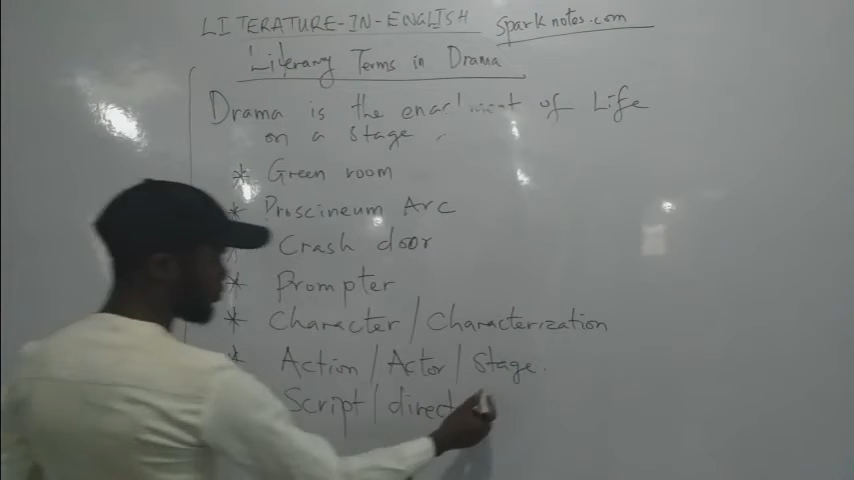 LITERATURE-IN-ENGLISH sparknotes.com
Literary Terms in Drama
Drama is the enactment of Life
on a stage.
* Green room
* Proscineum Arc
* Crash door
* Prompter
* Character / Characterization
* Action / Actor / Stage.
Script / direct